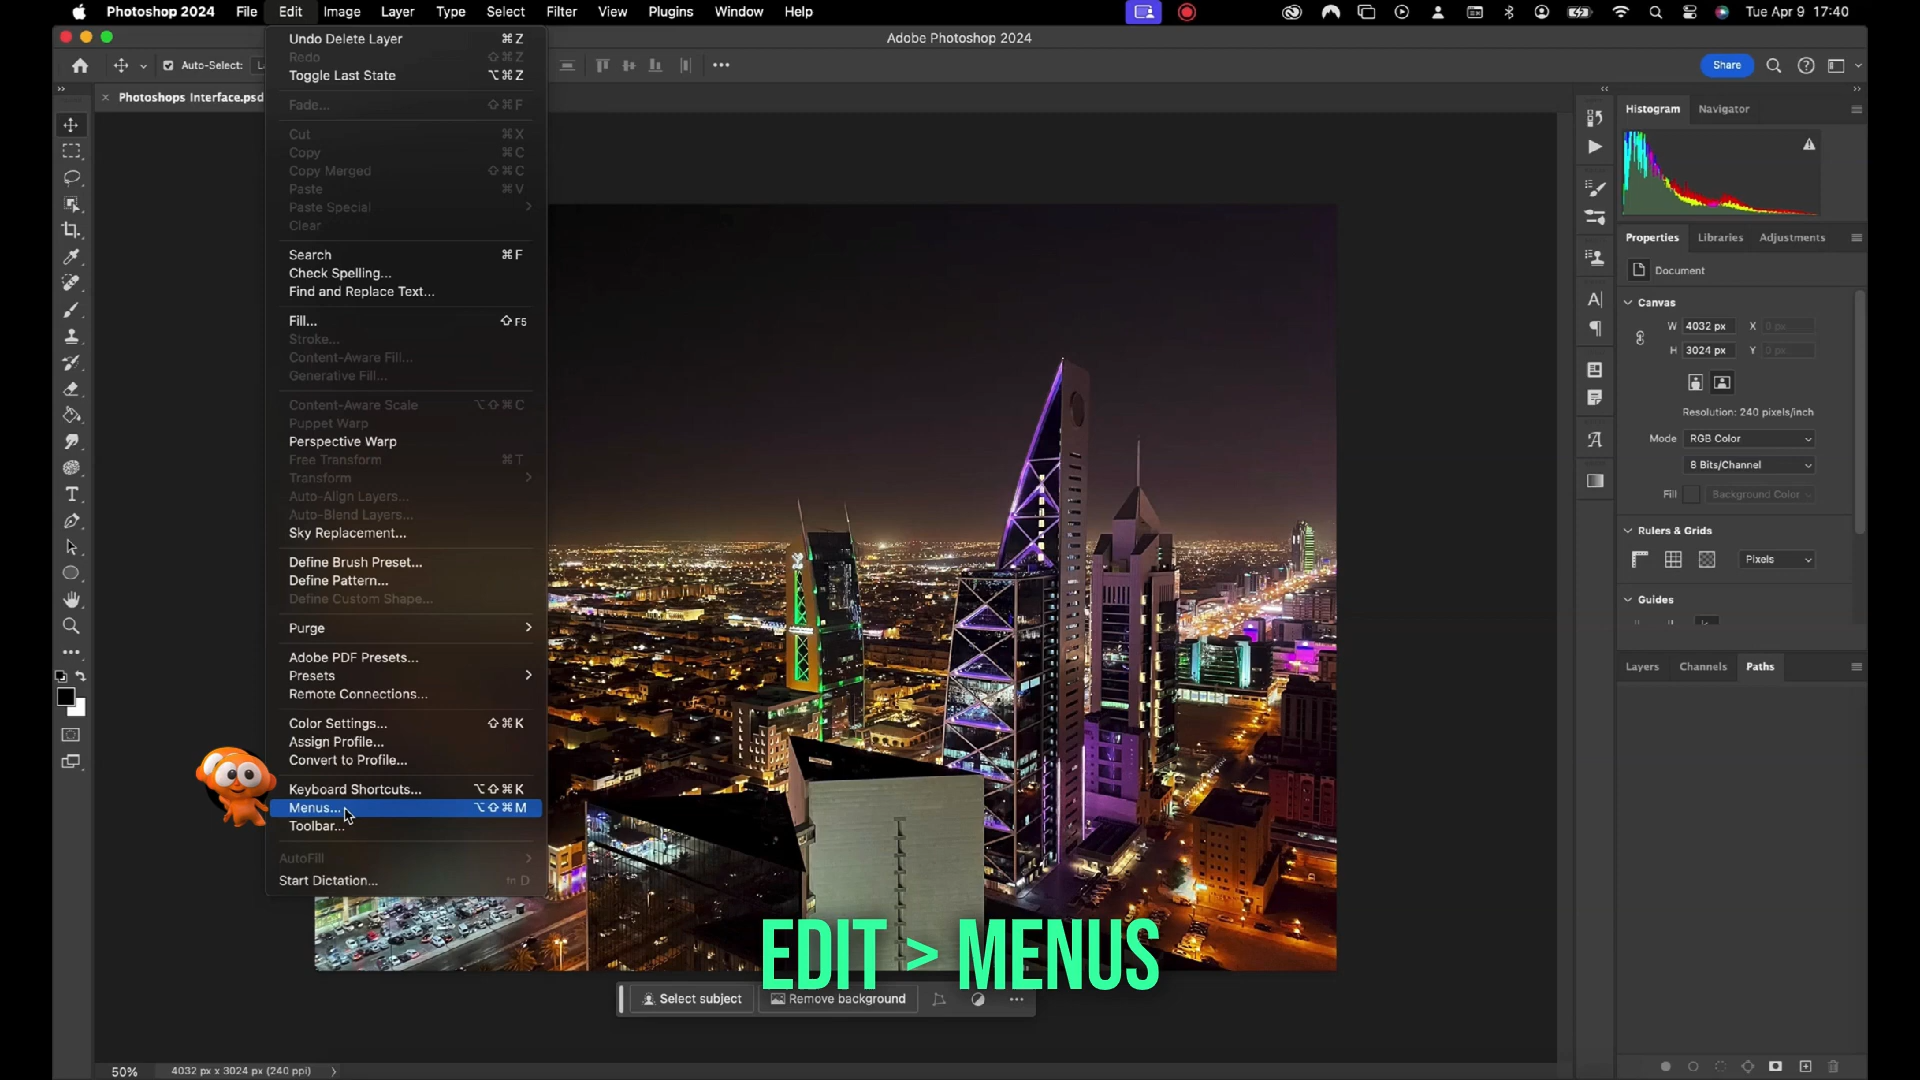 Photoshop 2024 File Edit Image Layer Type Select Filter View Plugins Window Help Tue Apr 9 17:40
Adobe Photoshop 2024
Auto-Select:
Share
Photoshops Interface.psd
Undo Delete Layer ⌘Z
Redo ⇧⌘Z
Toggle Last State ⌥⌘Z
Fade... ⇧⌘F
Cut ⌘X
Copy ⌘C
Copy Merged ⇧⌘C
Paste ⌘V
Paste Special
Clear
Search ⌘F
Check Spelling...
Find and Replace Text...
Fill... ⇧F5
Stroke...
Content-Aware Fill...
Generative Fill...
Content-Aware Scale ⌥⇧⌘C
Puppet Warp
Perspective Warp
Free Transform ⌘T
Transform
Auto-Align Layers...
Auto-Blend Layers...
Sky Replacement...
Define Brush Preset...
Define Pattern...
Define Custom Shape...
Purge
Adobe PDF Presets...
Presets
Remote Connections...
Color Settings... ⇧⌘K
Assign Profile...
Convert to Profile...
Keyboard Shortcuts... ⌥⇧⌘K
Menus... ⌥⇧⌘M
Toolbar...
AutoFill
Start Dictation... fn D
Histogram Navigator
Properties Libraries Adjustments
Document
Canvas
W 4032 px X 0 px
H 3024 px Y 0 px
Resolution: 240 pixels/inch
Mode RGB Color
8 Bits/Channel
Fill Background Color
Rulers & Grids
Pixels
Guides
Layers Channels Paths
EDIT > MENUS
Select subject Remove background
50% 4032 px x 3024 px (240 ppi)